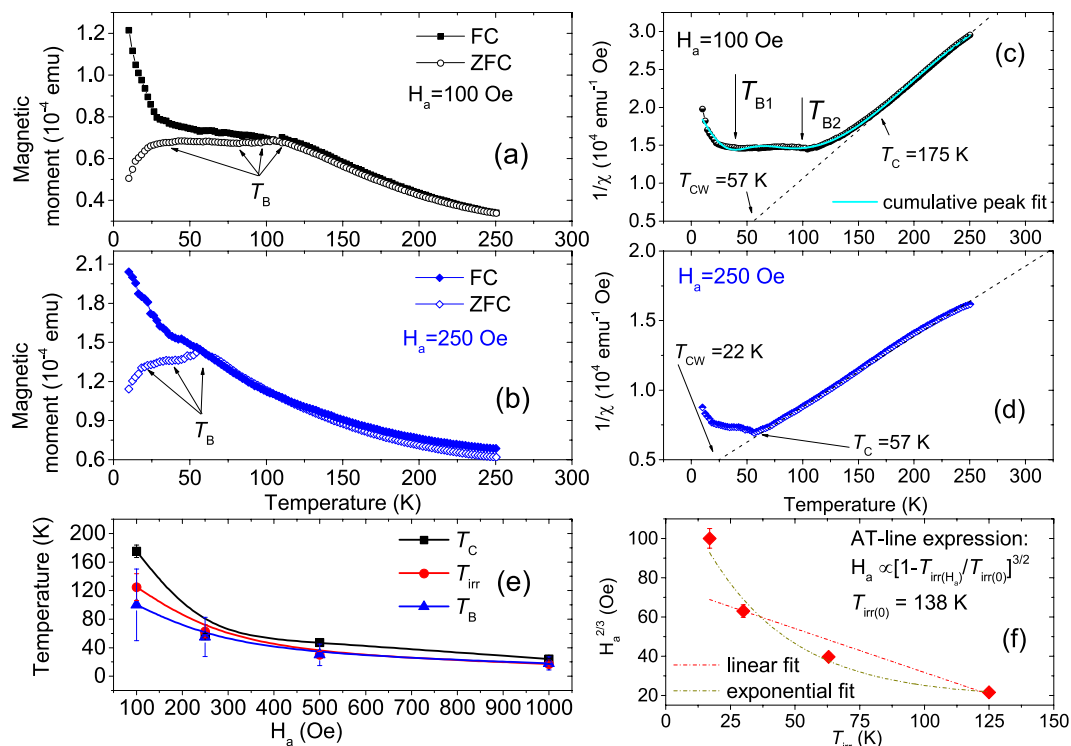 1.2
1.0
0.8
0.6
0.4
Magnetic
moment (10⁻⁴ emu)
FC
ZFC
Hₐ=100 Oe
(a)
T_B
0 50 100 150 200 250 300
2.0
1.5
1.0
0.5
1/χ (10⁴ emu⁻¹ Oe)
Hₐ=100 Oe
(c)
T_B1
T_B2
T_C =175 K
T_CW =57 K
cumulative peak fit
3.0
2.5
0 50 100 150 200 250 300
2.1
1.8
1.5
1.2
0.9
0.6
Magnetic
moment (10⁻⁴ emu)
FC
ZFC
Hₐ=250 Oe
(b)
T_B
0 50 100 150 200 250 300
Temperature (K)
2.0
1.5
1.0
0.5
1/χ (10⁴ emu⁻¹ Oe)
Hₐ=250 Oe
T_CW =22 K
(d)
T_C =57 K
0 50 100 150 200 250 300
Temperature (K)
200
160
120
80
40
0
Temperature (K)
T_C
T_irr
T_B
(e)
100 200 300 400 500 600 700 800 900 1000
Hₐ (Oe)
100
80
60
40
20
Hₐ^2/3 (Oe)
AT-line expression:
Hₐ ∝[1-T_irr(Hₐ)/T_irr(0)]^3/2
T_irr(0) = 138 K
linear fit
exponential fit
(f)
0 25 50 75 100 125 150
T_irr (K)